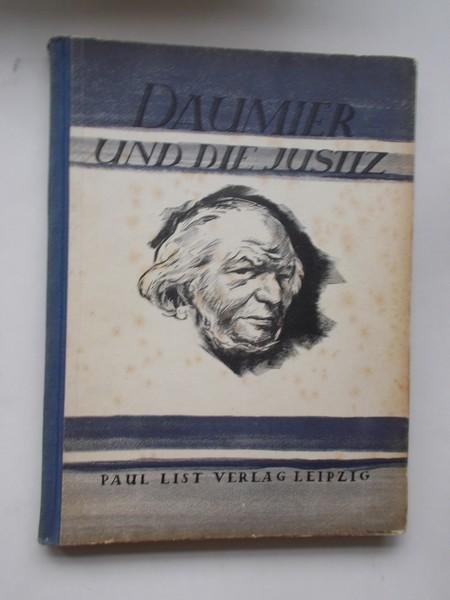 DAUMIER
UND DIE JUSTIZ
PAUL LIST VERLAG LEIPZIG